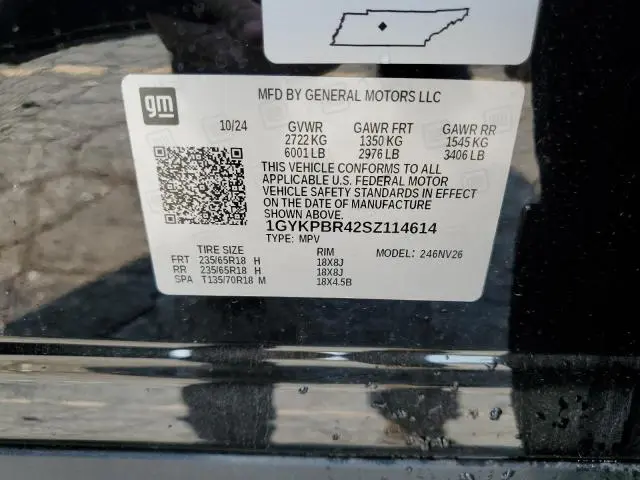 gm
MFD BY GENERAL MOTORS LLC
10/24 GVWR GAWR FRT GAWR RR
2722 KG 1350 KG 1545 KG
6001 LB 2976 LB 3406 LB
THIS VEHICLE CONFORMS TO ALL
APPLICABLE U.S. FEDERAL MOTOR
VEHICLE SAFETY STANDARDS IN EFFECT
ON THE DATE OF MANUFACTURE
SHOWN ABOVE.
1GYKPBR42SZ114614
TYPE: MPV MODEL: 246NV26
TIRE SIZE RIM
FRT 235/65R18 H 18X8J
RR 235/65R18 H 18X8J
SPA T135/70R18 M 18X4.5B